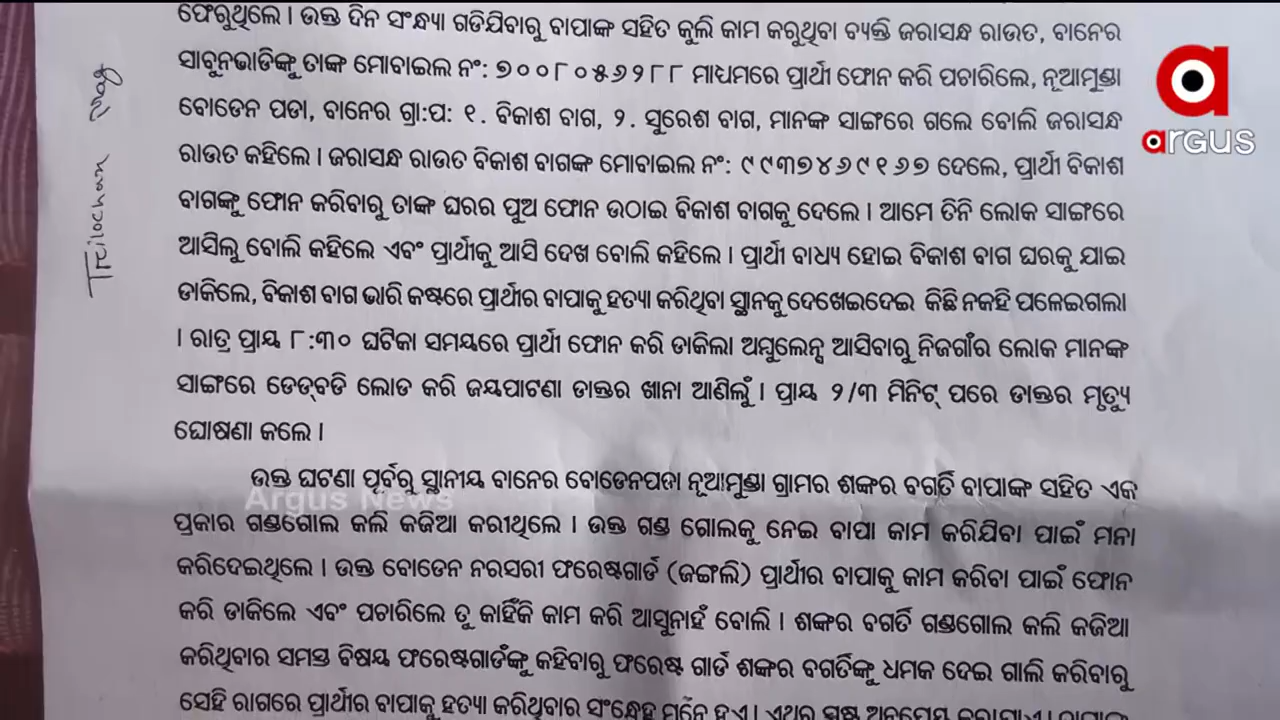 ଫେରୁଥିଲେ । ଉକ୍ତ ଦିନ ସଂନ୍ଧ୍ୟା ଗଡିଯିବାରୁ ବାପାଙ୍କ ସହିତ କୁଲି କାମ କରୁଥିବା ବ୍ୟକ୍ତି ଜରାସନ୍ଧ ରାଉତ, ବାନେର
ସାବୁନଭାଡିଙ୍କୁ ତାଙ୍କ ମୋବାଇଲ ନଂ: ୭୦୦୮୦୫୬୨୮୮ ମାଧ୍ୟମରେ ପ୍ରାର୍ଥୀ ଫୋନ କରି ପଚାରିଲେ, ନୂଆମୁଣ୍ଡା
ବୋଡେନ ପଡା, ବାନେର ଗ୍ରା:ପ: ୧. ବିକାଶ ବାଗ, ୨. ସୁରେଶ ବାଗ, ମାନଙ୍କ ସାଙ୍ଗରେ ଗଲେ ବୋଲି ଜରାସନ୍ଧ
ରାଉତ କହିଲେ । ଜରାସନ୍ଧ ରାଉତ ବିକାଶ ବାଗଙ୍କ ମୋବାଇଲ ନଂ: ୯୯୩୭୪୬୯୧୬୭ ଦେଲେ, ପ୍ରାର୍ଥୀ ବିକାଶ
ବାଗଙ୍କୁ ଫୋନ କରିବାରୁ ତାଙ୍କ ଘରର ପୁଅ ଫୋନ ଉଠାଇ ବିକାଶ ବାଗକୁ ଦେଲେ । ଆମେ ତିନି ଲୋକ ସାଙ୍ଗରେ
ଆସିଲୁ ବୋଲି କହିଲେ ଏବଂ ପ୍ରାର୍ଥୀକୁ ଆସି ଦେଖ ବୋଲି କହିଲେ । ପ୍ରାର୍ଥୀ ବାଧ୍ୟ ହୋଇ ବିକାଶ ବାଗ ଘରକୁ ଯାଇ
ଡାକିଲେ, ବିକାଶ ବାଗ ଭାରି କଷ୍ଟରେ ପ୍ରାର୍ଥୀର ବାପାକୁ ହତ୍ୟା କରିଥିବା ସ୍ଥାନକୁ ଦେଖେଇଦେଇ କିଛି ନକହି ପଳେଇଗଲା
। ରାତ୍ର ପ୍ରାୟ ୮:୩୦ ଘଟିକା ସମୟରେ ପ୍ରାର୍ଥୀ ଫୋନ କରି ଡାକିଲା ଅମ୍ବୁଲେନ୍ସ ଆସିବାରୁ ନିଜଗାଁର ଲୋକ ମାନଙ୍କ
ସାଙ୍ଗରେ ଡେଡ୍‌ବଡି ଲୋଡ କରି ଜୟପାଟଣା ଡାକ୍ତର ଖାନା ଆଣିଲୁଁ । ପ୍ରାୟ ୨/୩ ମିନିଟ୍ ପରେ ଡାକ୍ତର ମୃତ୍ୟୁ
ଘୋଷଣା କଲେ ।
ଉକ୍ତ ଘଟଣା ପୂର୍ବରୁ ସ୍ଥାନୀୟ ବାନେର ବୋଡେନପଡା ନୂଆମୁଣ୍ଡା ଗ୍ରାମର ଶଙ୍କର ବଗର୍ତି ବାପାଙ୍କ ସହିତ ଏକ
ପ୍ରକାର ଗଣ୍ଡଗୋଲ କଲି କଜିଆ କରୀଥିଲେ । ଉକ୍ତ ଗଣ୍ଡ ଗୋଲକୁ ନେଇ ବାପା କାମ କରିଯିବା ପାଇଁ ମନା
କରିଦେଇଥିଲେ । ଉକ୍ତ ବୋଡେନ ନରସରୀ ଫରେଷ୍ଟଗାର୍ଡ (ଜଙ୍ଗଲି) ପ୍ରାର୍ଥୀର ବାପାକୁ କାମ କରିବା ପାଇଁ ଫୋନ
କରି ଡାକିଲେ ଏବଂ ପଚାରିଲେ ତୁ କାହିଁକି କାମ କରି ଆସୁନାହଁ ବୋଲି । ଶଙ୍କର ବଗର୍ତି ଗଣ୍ଡଗୋଲ କଲି କଜିଆ
କରିଥିବାର ସମସ୍ତ ବିଷୟ ଫରେଷ୍ଟଗାର୍ଡଙ୍କୁ କହିବାରୁ ଫରେଷ୍ଟ ଗାର୍ଡ ଶଙ୍କର ବଗର୍ତିଙ୍କୁ ଧମକ ଦେଇ ଗାଲି କରିବାରୁ
ସେହି ରାଗରେ ପ୍ରାର୍ଥୀର ବାପାକୁ ହତ୍ୟା କରିଥିବାର ସଂନ୍ଦେହ ମନେ ହୁଏ ।
Trilochan Bag
argus
Argus News